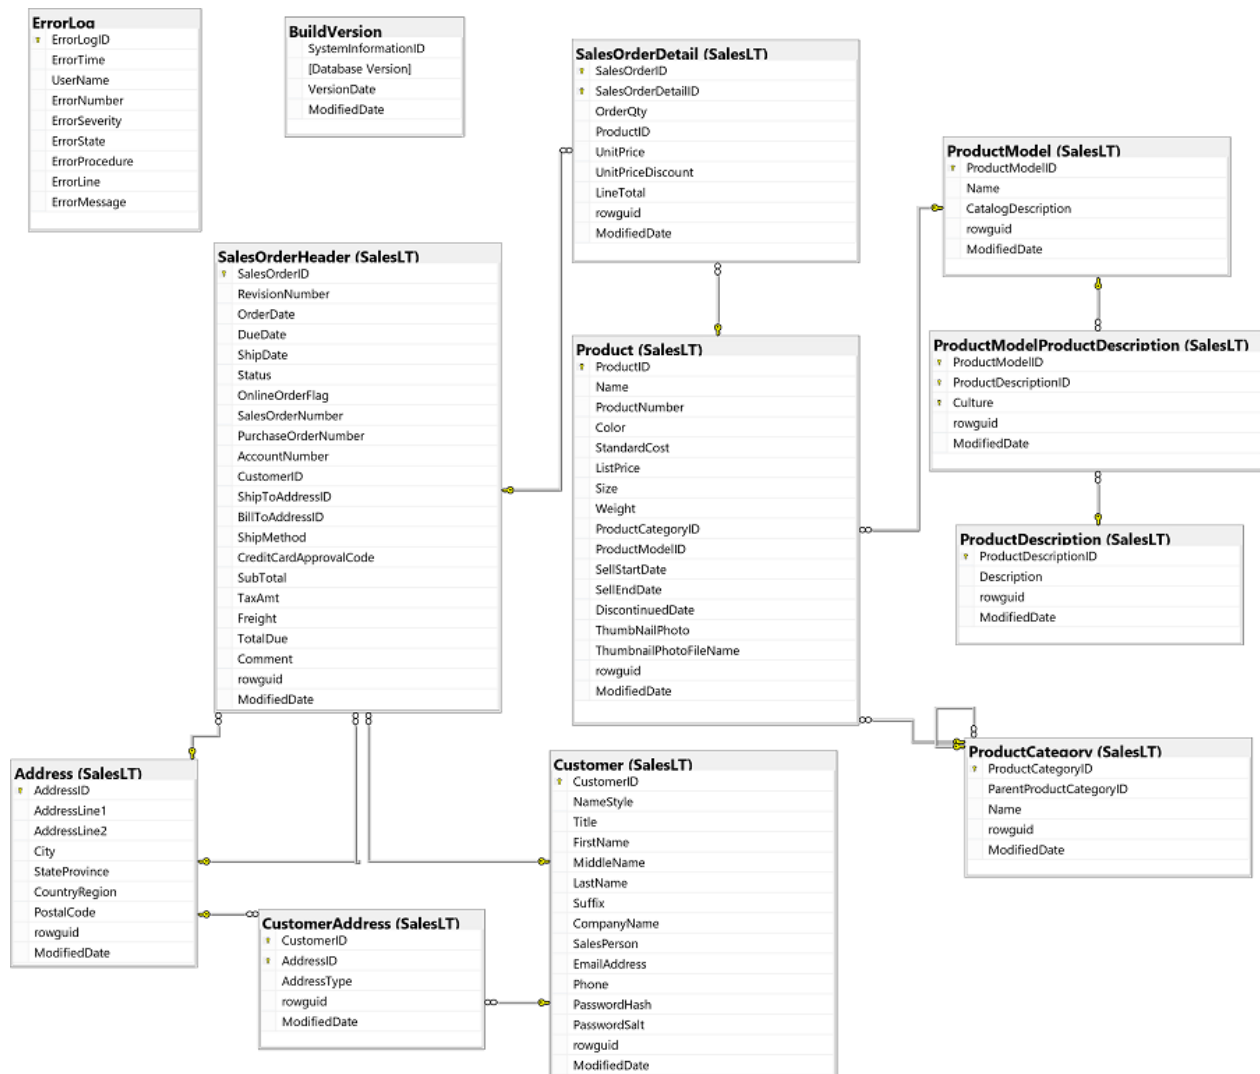 ErrorLog
ErrorLogID
ErrorTime
UserName
ErrorNumber
ErrorSeverity
ErrorState
ErrorProcedure
ErrorLine
ErrorMessage
BuildVersion
SystemInformationID
[Database Version]
VersionDate
ModifiedDate
SalesOrderDetail (SalesLT)
SalesOrderID
SalesOrderDetailID
OrderQty
ProductID
UnitPrice
UnitPriceDiscount
LineTotal
rowguid
ModifiedDate
ProductModel (SalesLT)
ProductModelID
Name
CatalogDescription
rowguid
ModifiedDate
SalesOrderHeader (SalesLT)
SalesOrderID
RevisionNumber
OrderDate
DueDate
ShipDate
Status
OnlineOrderFlag
SalesOrderNumber
PurchaseOrderNumber
AccountNumber
CustomerID
ShipToAddressID
BillToAddressID
ShipMethod
CreditCardApprovalCode
SubTotal
TaxAmt
Freight
TotalDue
Comment
rowguid
ModifiedDate
Product (SalesLT)
ProductID
Name
ProductNumber
Color
StandardCost
ListPrice
Size
Weight
ProductCategoryID
ProductModelID
SellStartDate
SellEndDate
DiscontinuedDate
ThumbNailPhoto
ThumbnailPhotoFileName
rowguid
ModifiedDate
ProductModelProductDescription (SalesLT)
ProductModelID
ProductDescriptionID
Culture
rowguid
ModifiedDate
ProductDescription (SalesLT)
ProductDescriptionID
Description
rowguid
ModifiedDate
ProductCategory (SalesLT)
ProductCategoryID
ParentProductCategoryID
Name
rowguid
ModifiedDate
Address (SalesLT)
AddressID
AddressLine1
AddressLine2
City
StateProvince
CountryRegion
PostalCode
rowguid
ModifiedDate
CustomerAddress (SalesLT)
CustomerID
AddressID
AddressType
rowguid
ModifiedDate
Customer (SalesLT)
CustomerID
NameStyle
Title
FirstName
MiddleName
LastName
Suffix
CompanyName
SalesPerson
EmailAddress
Phone
PasswordHash
PasswordSalt
rowguid
ModifiedDate